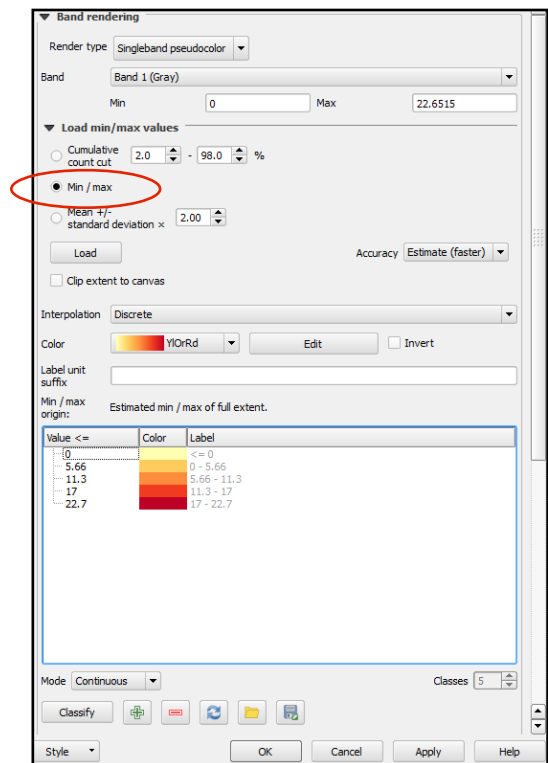 Band rendering
Render type Singleband pseudocolor
Band Band 1 (Gray)
Min 0 Max 22.6515
Load min/max values
Cumulative
count cut 2.0 - 98.0 %
Min / max
Mean +/-
standard deviation × 2.00
Load Accuracy Estimate (faster)
Clip extent to canvas
Interpolation Discrete
Color YlOrRd Edit Invert
Label unit
suffix
Min / max
origin: Estimated min / max of full extent.
Value <= Color Label
0 <= 0
5.66 0 - 5.66
11.3 5.66 - 11.3
17 11.3 - 17
22.7 17 - 22.7
Mode Continuous Classes 5
Classify
Style OK Cancel Apply Help